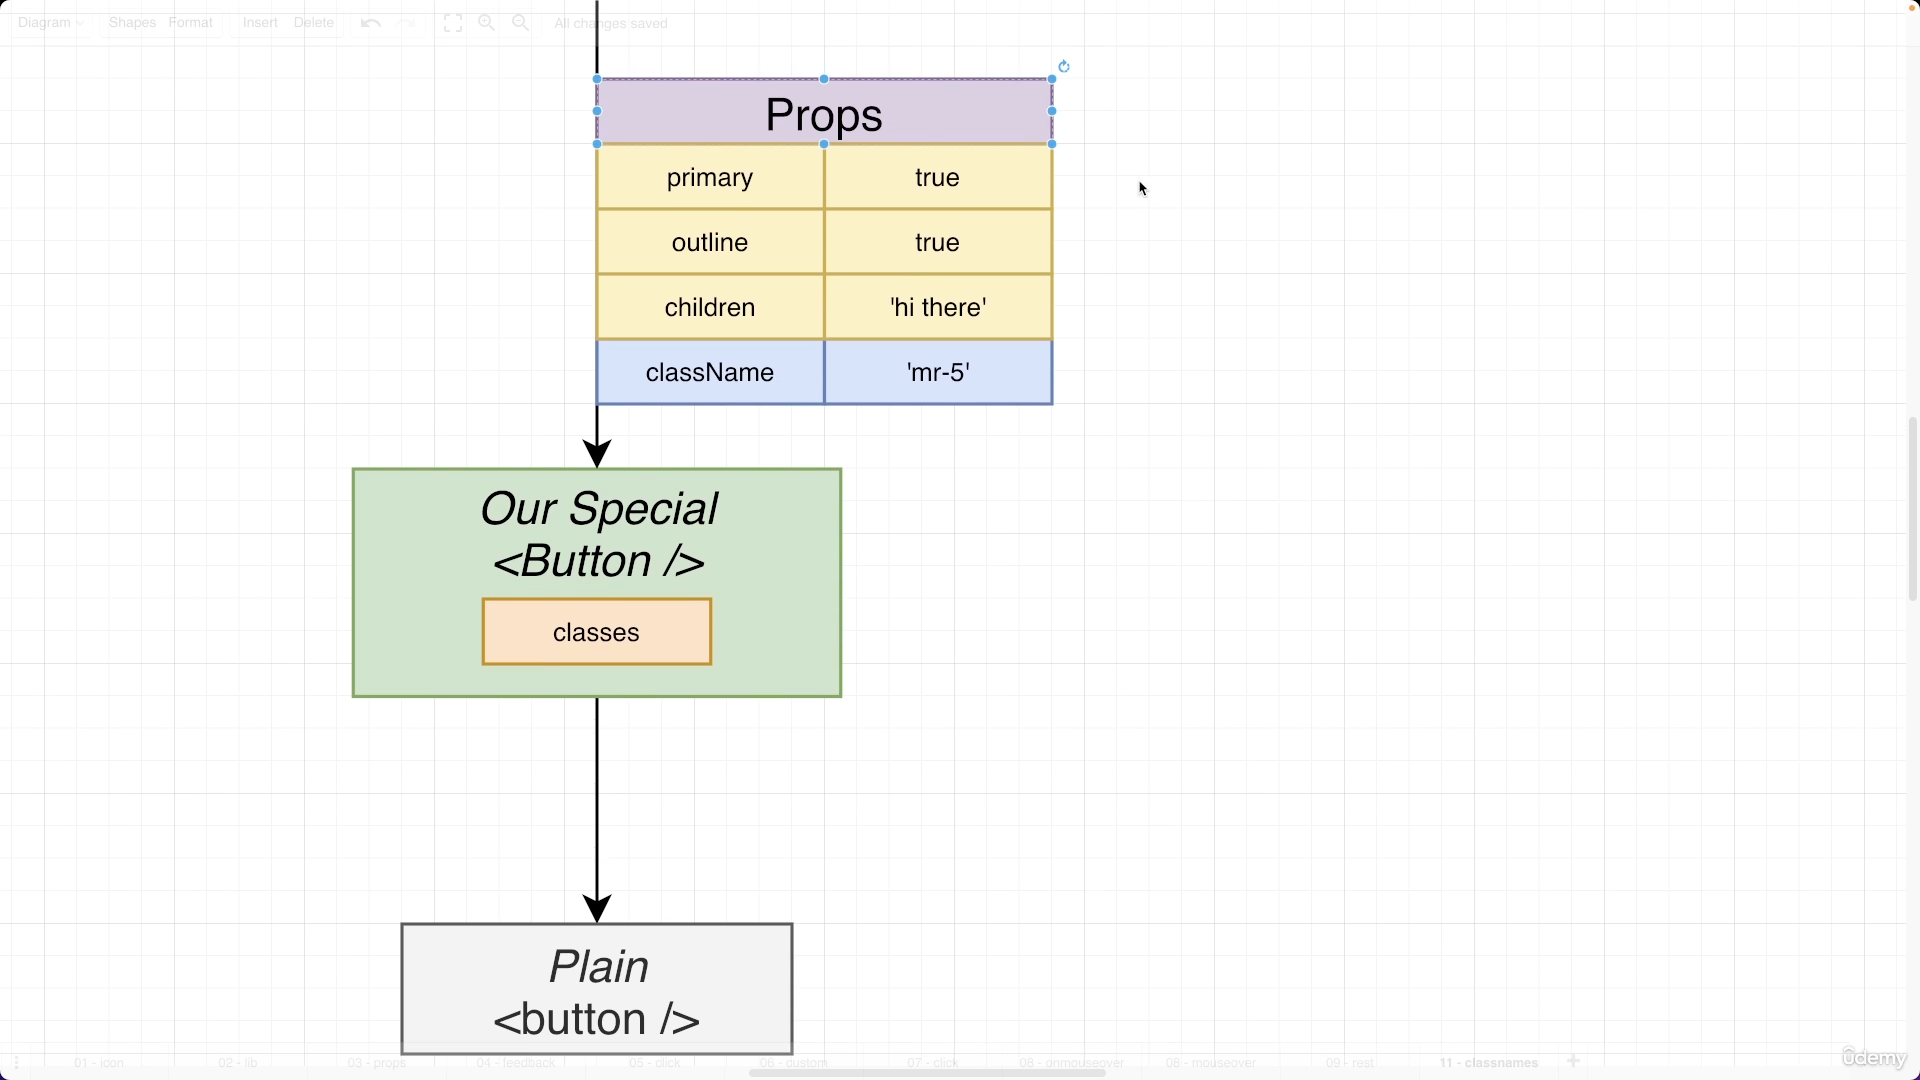 Diagram Shapes Format Insert Delete All changes saved
Props
primary true
outline true
children 'hi there'
className 'mr-5'
Our Special
<Button />
classes
Plain
<button />
01 - icon 02 - lib 03 - props 04 - feedback 05 - click 06 - custom 07 - click 08 - onmouseover 08 - mouseover 09 - rest 11 - classnames
ûdemy